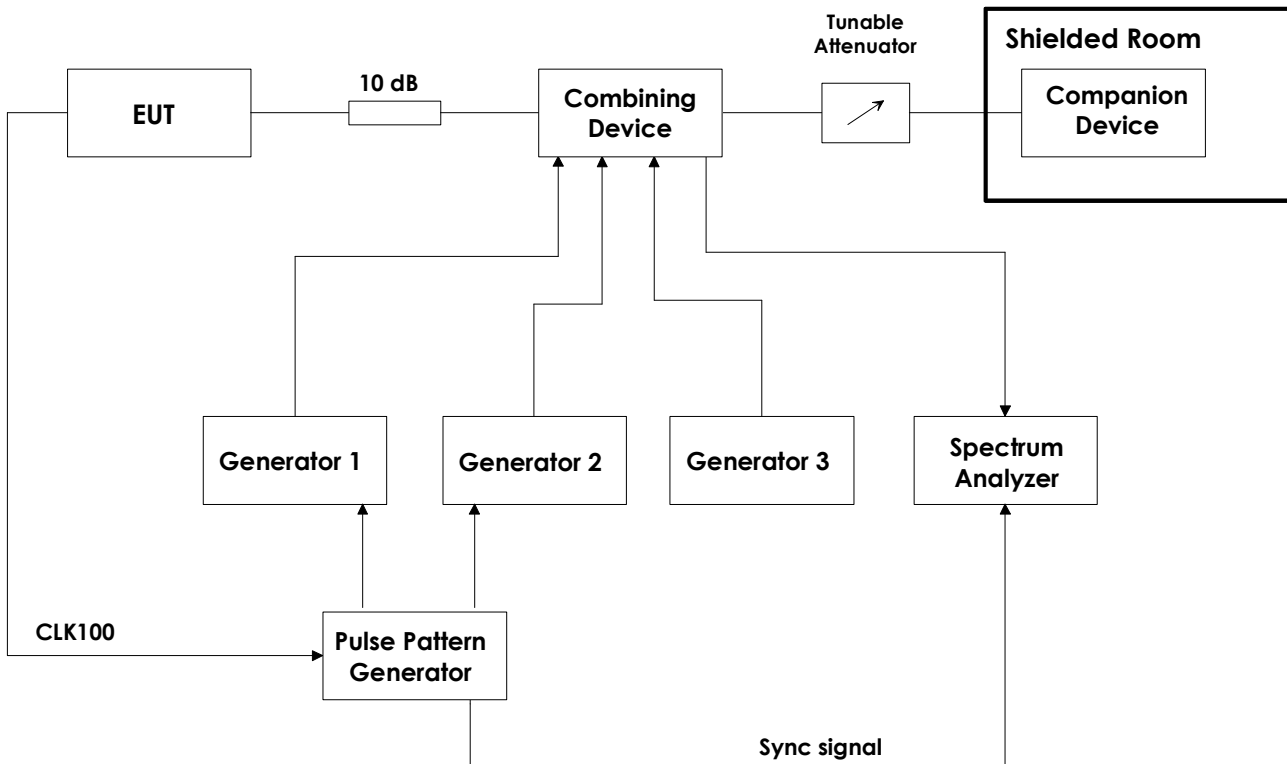 Tunable
Attenuator
Shielded Room
EUT
10 dB
Combining
Device
Companion
Device
Generator 1
Generator 2
Generator 3
Spectrum
Analyzer
CLK100
Pulse Pattern
Generator
Sync signal